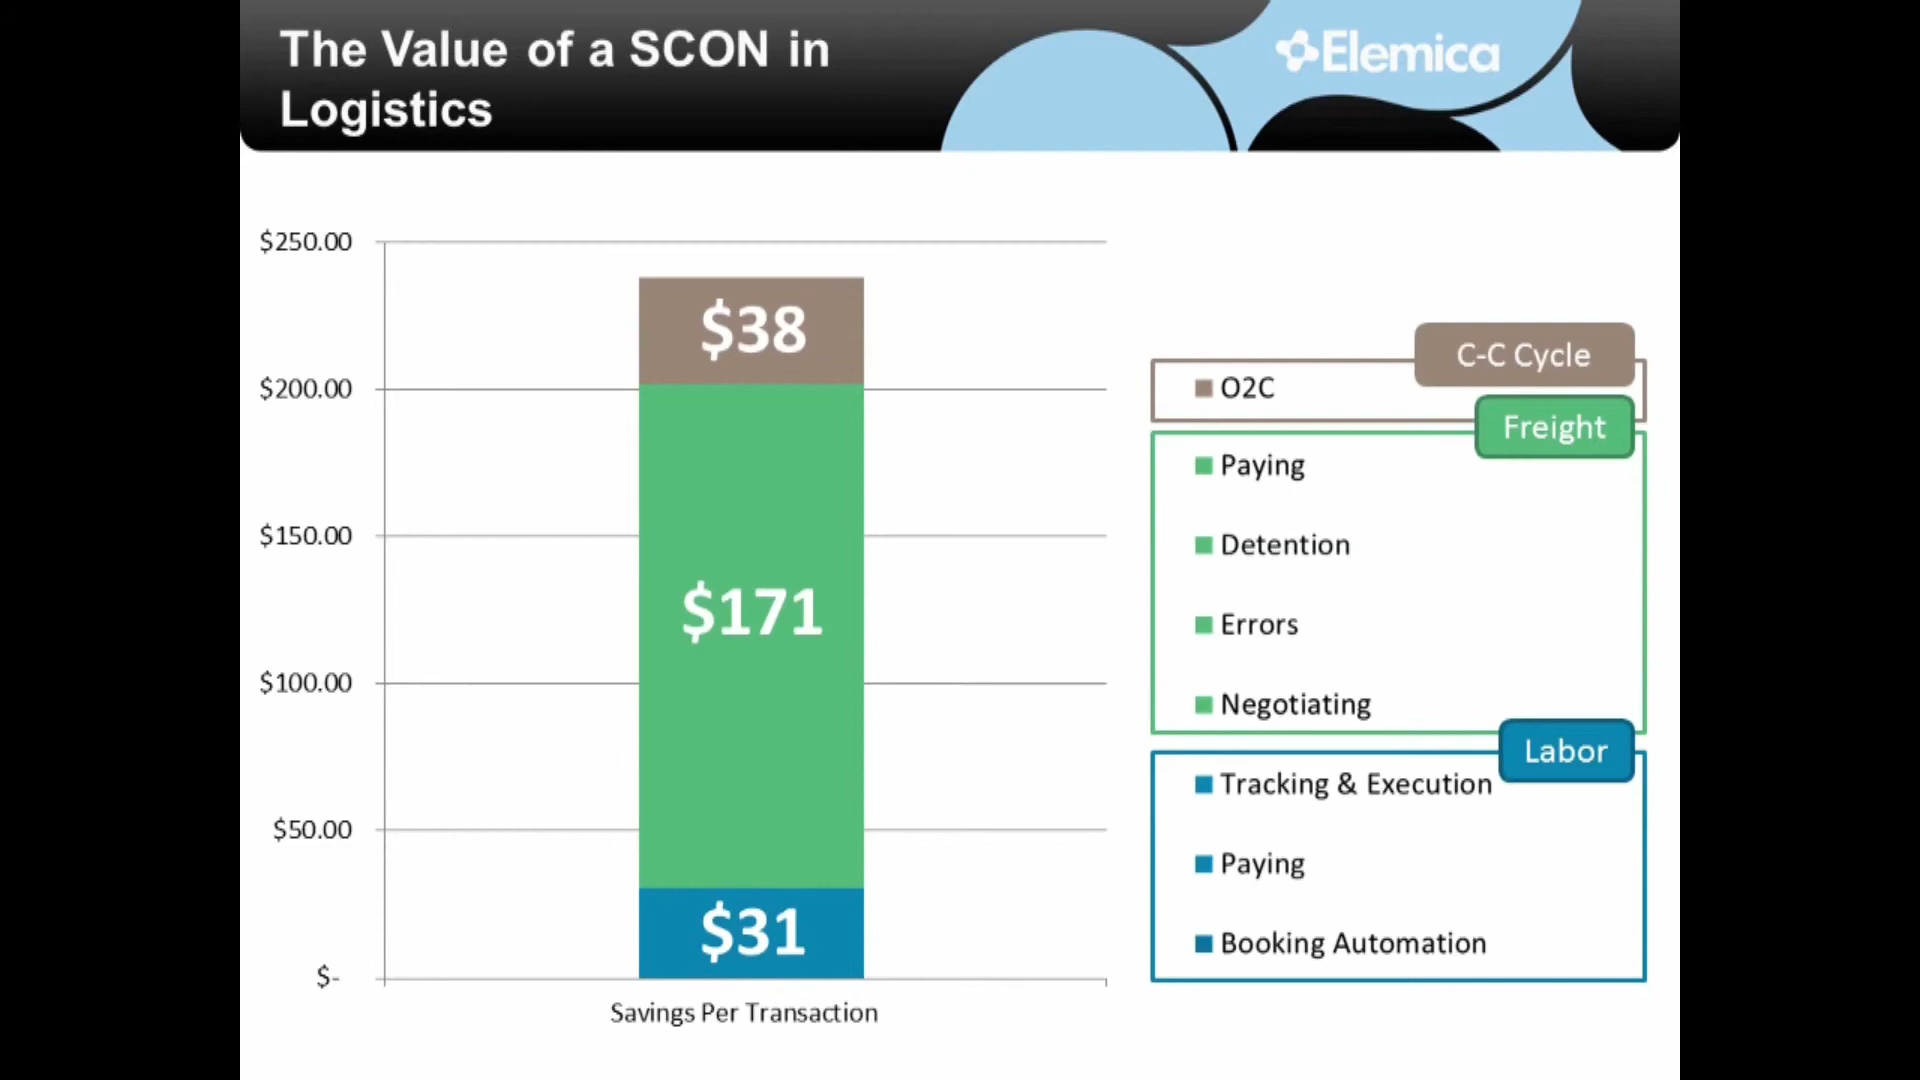 The Value of a SCON in
Logistics
Elemica
$250.00
$200.00
$150.00
$100.00
$50.00
$-
$38
$171
$31
Savings Per Transaction
C-C Cycle
O2C
Freight
Paying
Detention
Errors
Negotiating
Labor
Tracking & Execution
Paying
Booking Automation